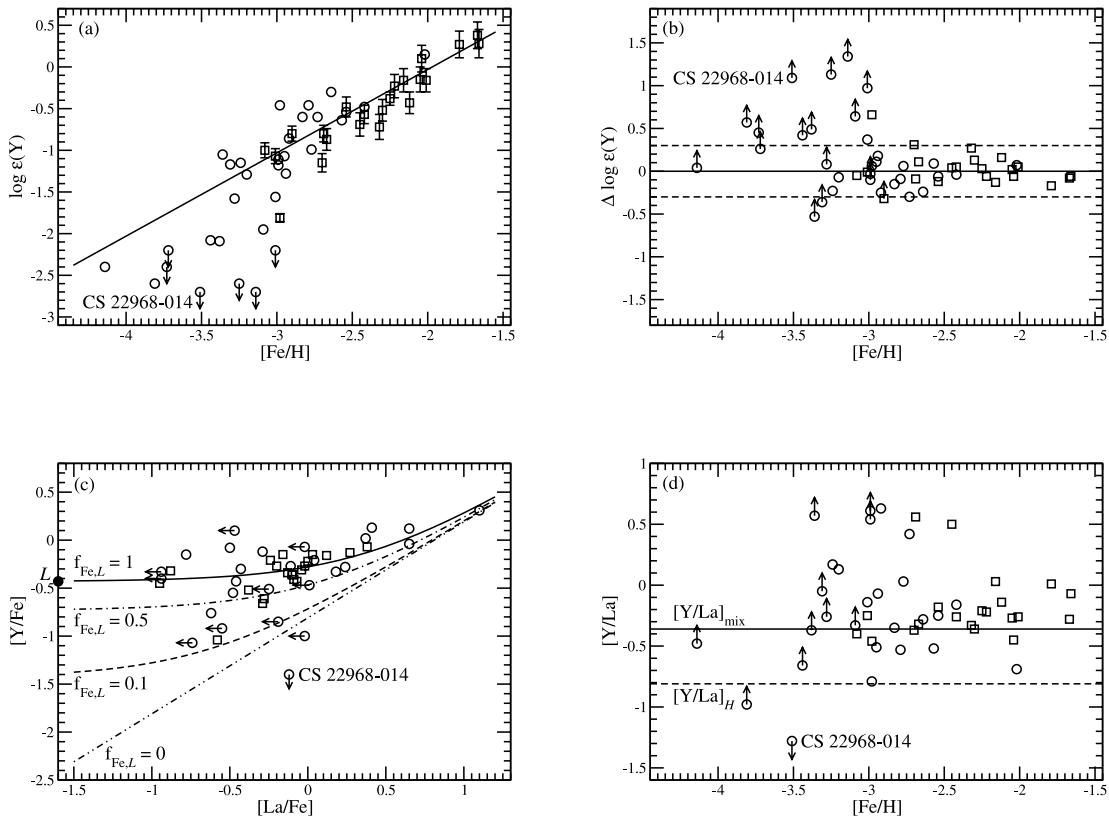 (a)
log ε(Y)
0.5
0
-0.5
-1
-1.5
-2
-2.5
-3
CS 22968-014
-4 -3.5 -3 -2.5 -2 -1.5
[Fe/H]
(b)
Δ log ε(Y)
1.5
1
0.5
0
-0.5
-1
-1.5
CS 22968-014
-4 -3.5 -3 -2.5 -2 -1.5
[Fe/H]
(c)
[Y/Fe]
0.5
0
L
-0.5
-1
-1.5
-2
-2.5
f Fe,L = 1
f Fe,L = 0.5
f Fe,L = 0.1
f Fe,L = 0
CS 22968-014
-1.5 -1 -0.5 0 0.5 1
[La/Fe]
(d)
[Y/La]
1
0.5
0
-0.5
-1
-1.5
[Y/La]mix
[Y/La]H
CS 22968-014
-4 -3.5 -3 -2.5 -2 -1.5
[Fe/H]